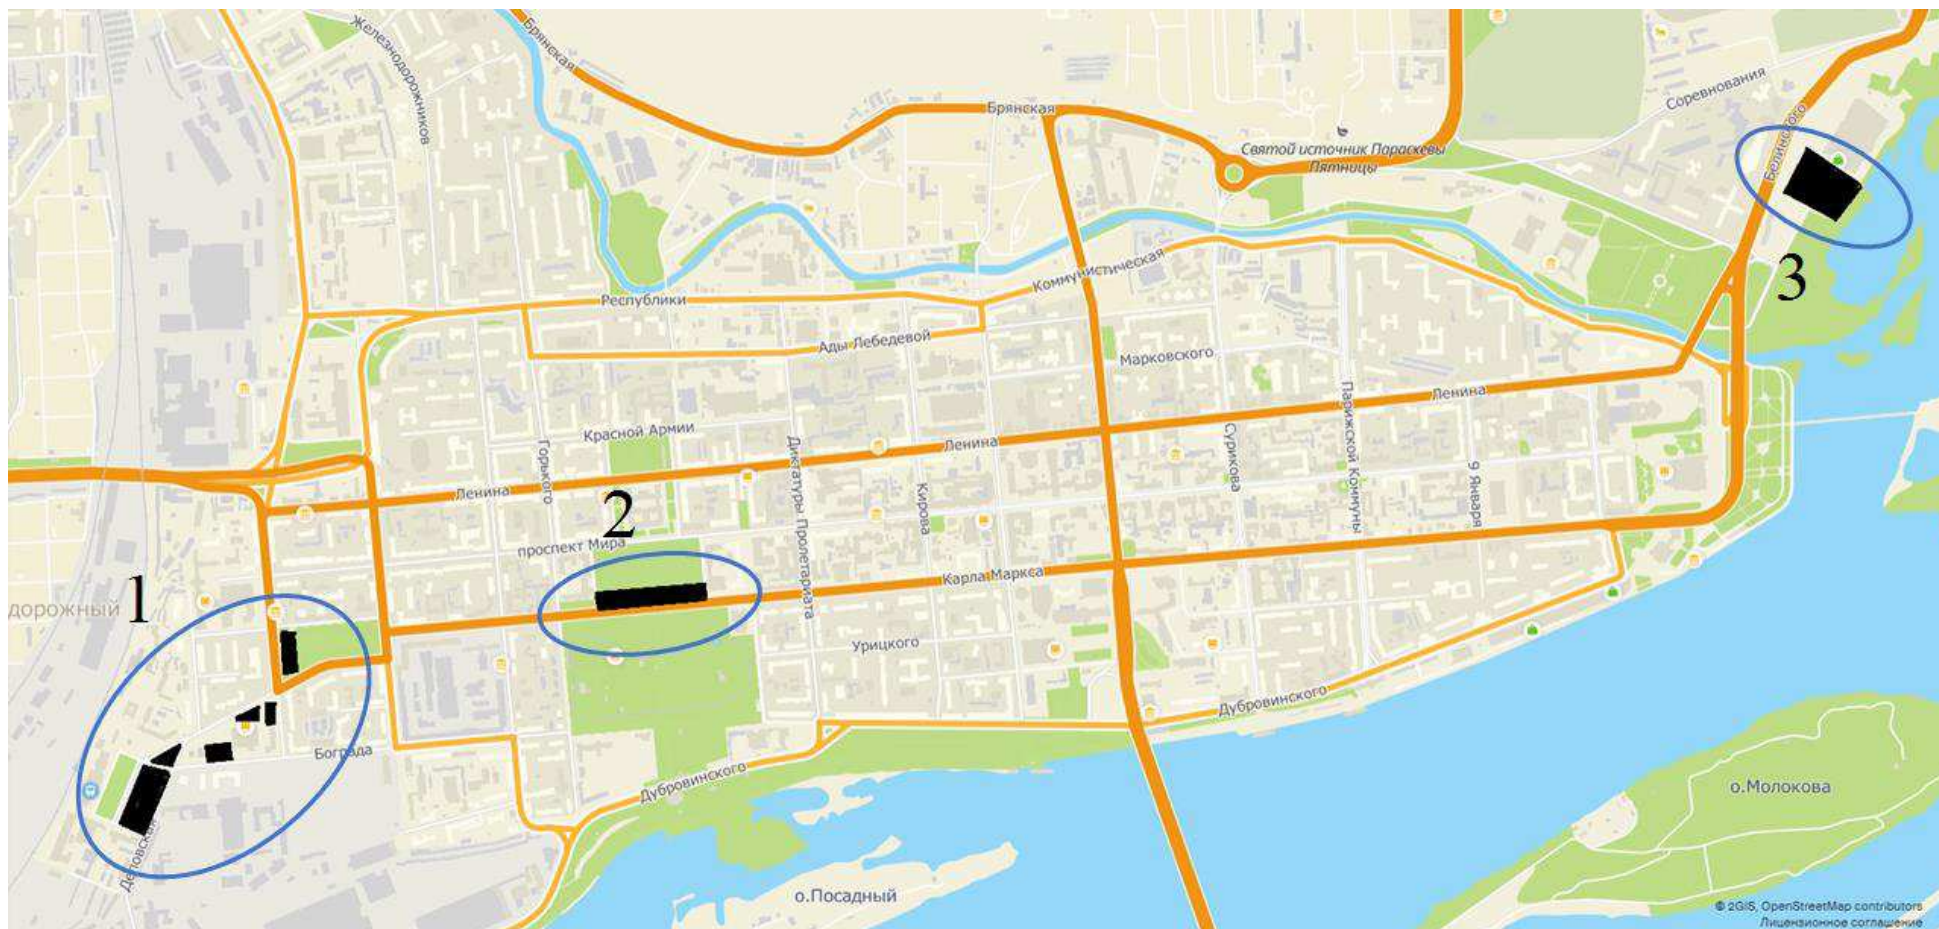 Брянская
Железнодорожников
Брянская
Соревнования
Белинского
Святой источник Параскевы
Пятницы
3
Коммунистическая
Республики
Ады Лебедевой
Марковского
Ленина
Парижской Коммуны
Красной Армии
Ленина
Сурикова
Горького
Диктатуры Пролетариата
9 Января
Ленина
Кирова
2
проспект Мира
Карла Маркса
1
дорожный
Урицкого
Дубровинского
Бограда
Дубровинского
о.Молокова
Деповская
о.Посадный
© 2GIS, OpenStreetMap contributors
Лицензионное соглашение